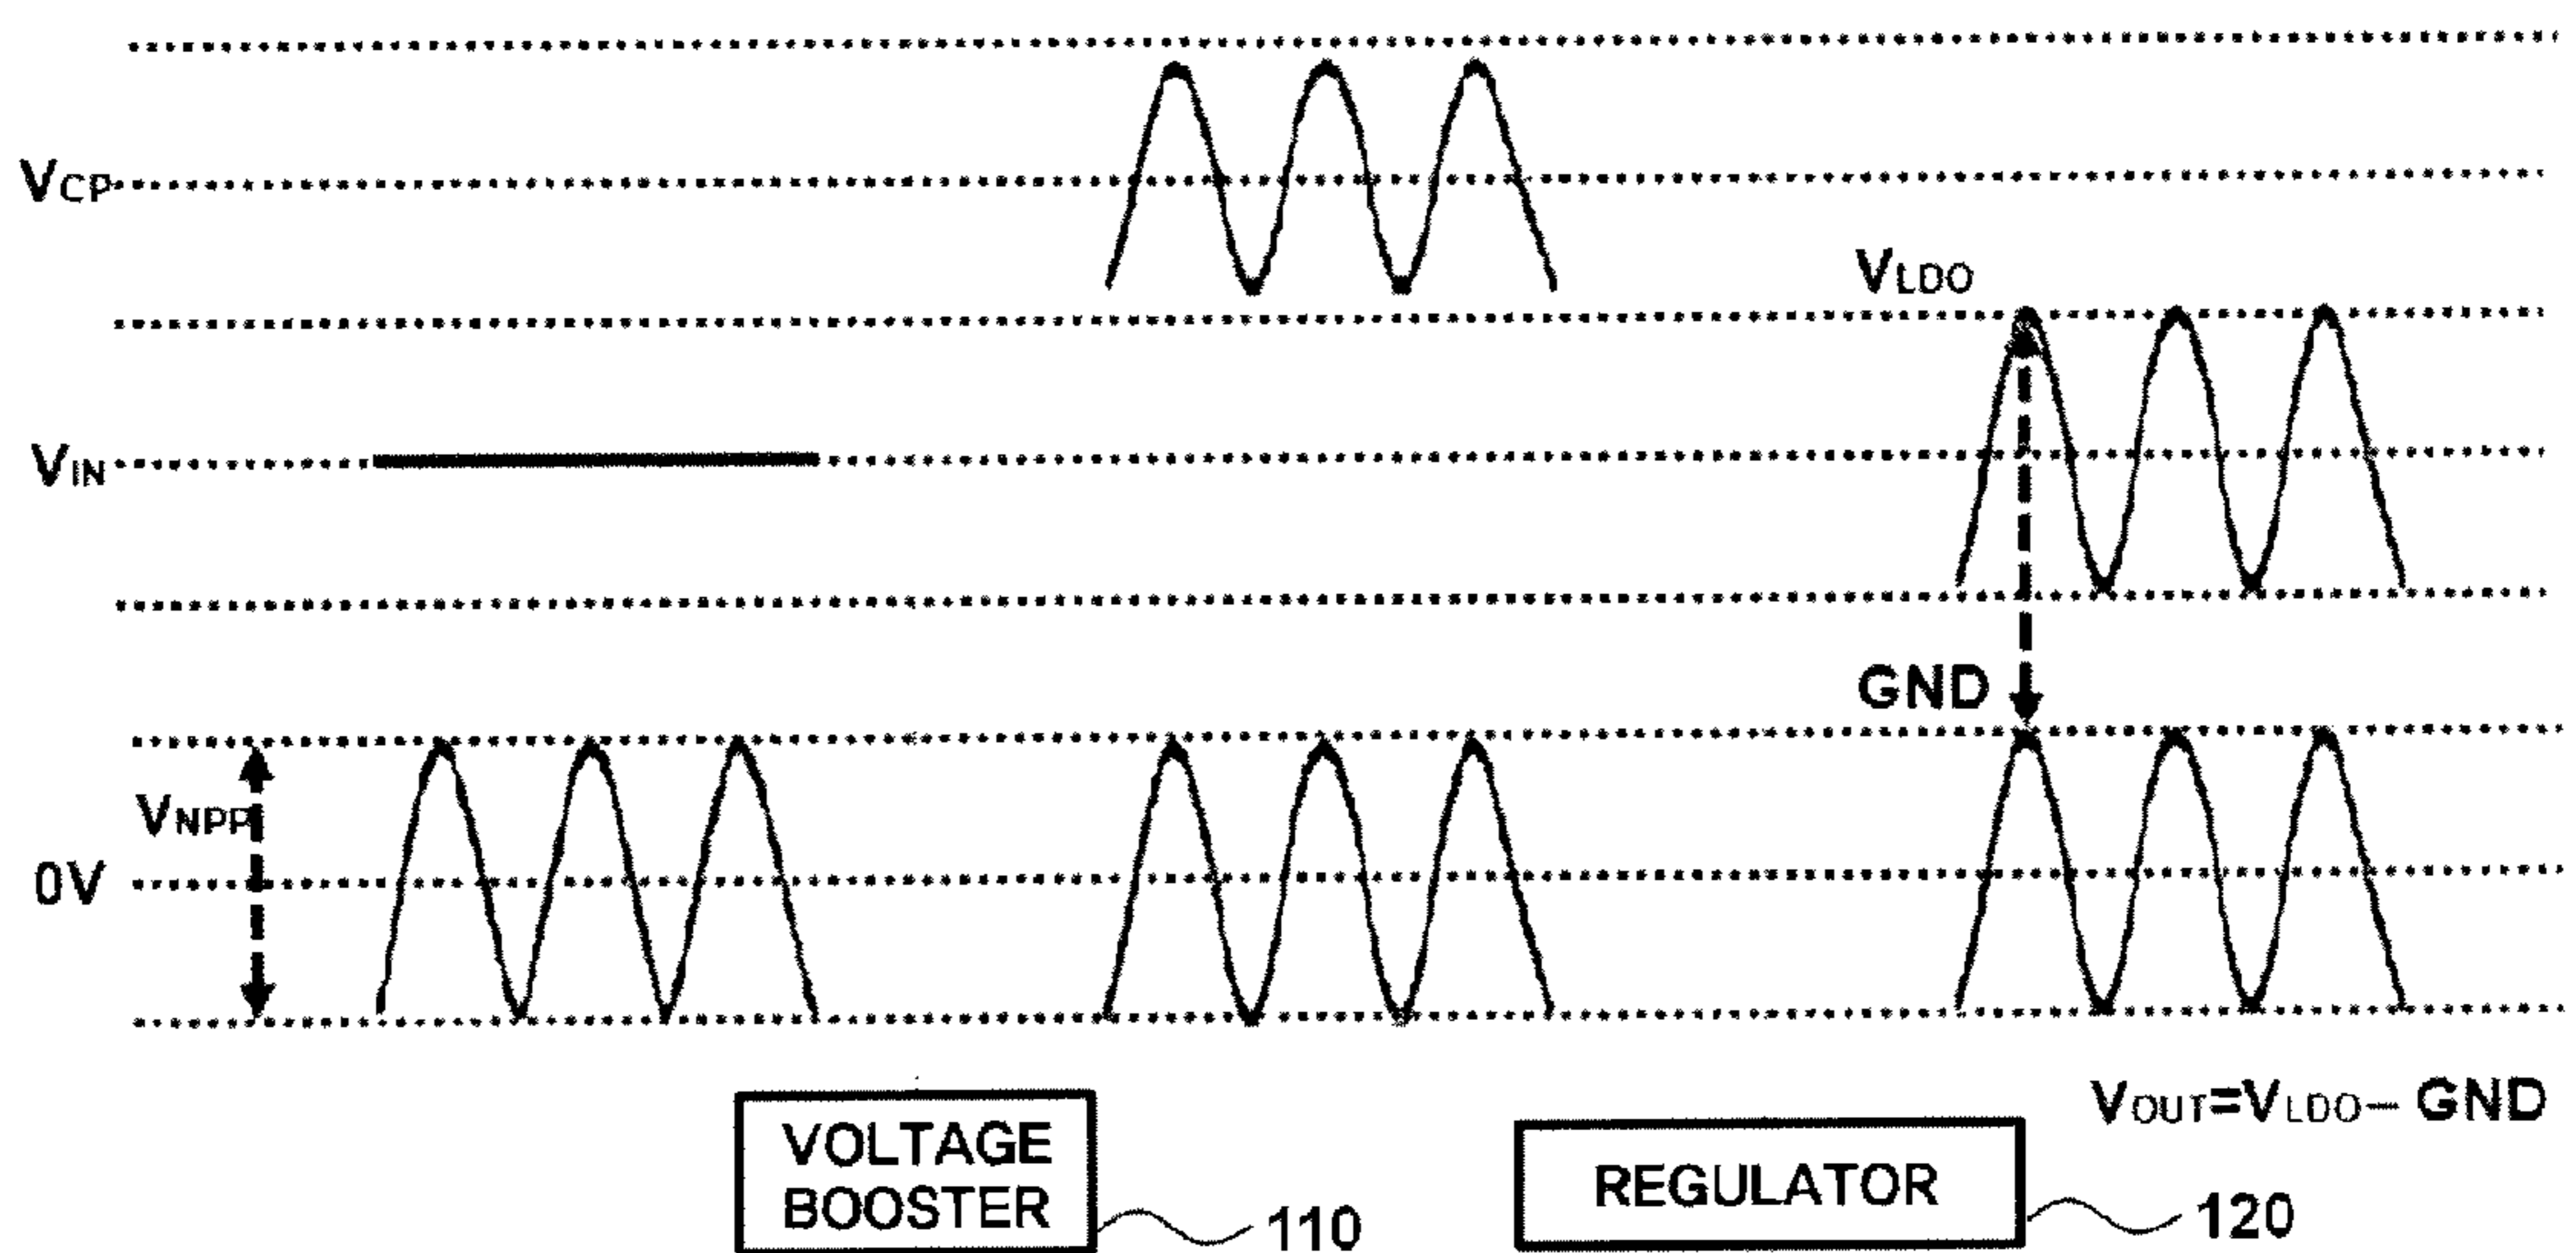 VCP
VLDO
VIN
GND
VNPP
0V
VOUT=VLDO– GND
VOLTAGE
BOOSTER
110
REGULATOR
120